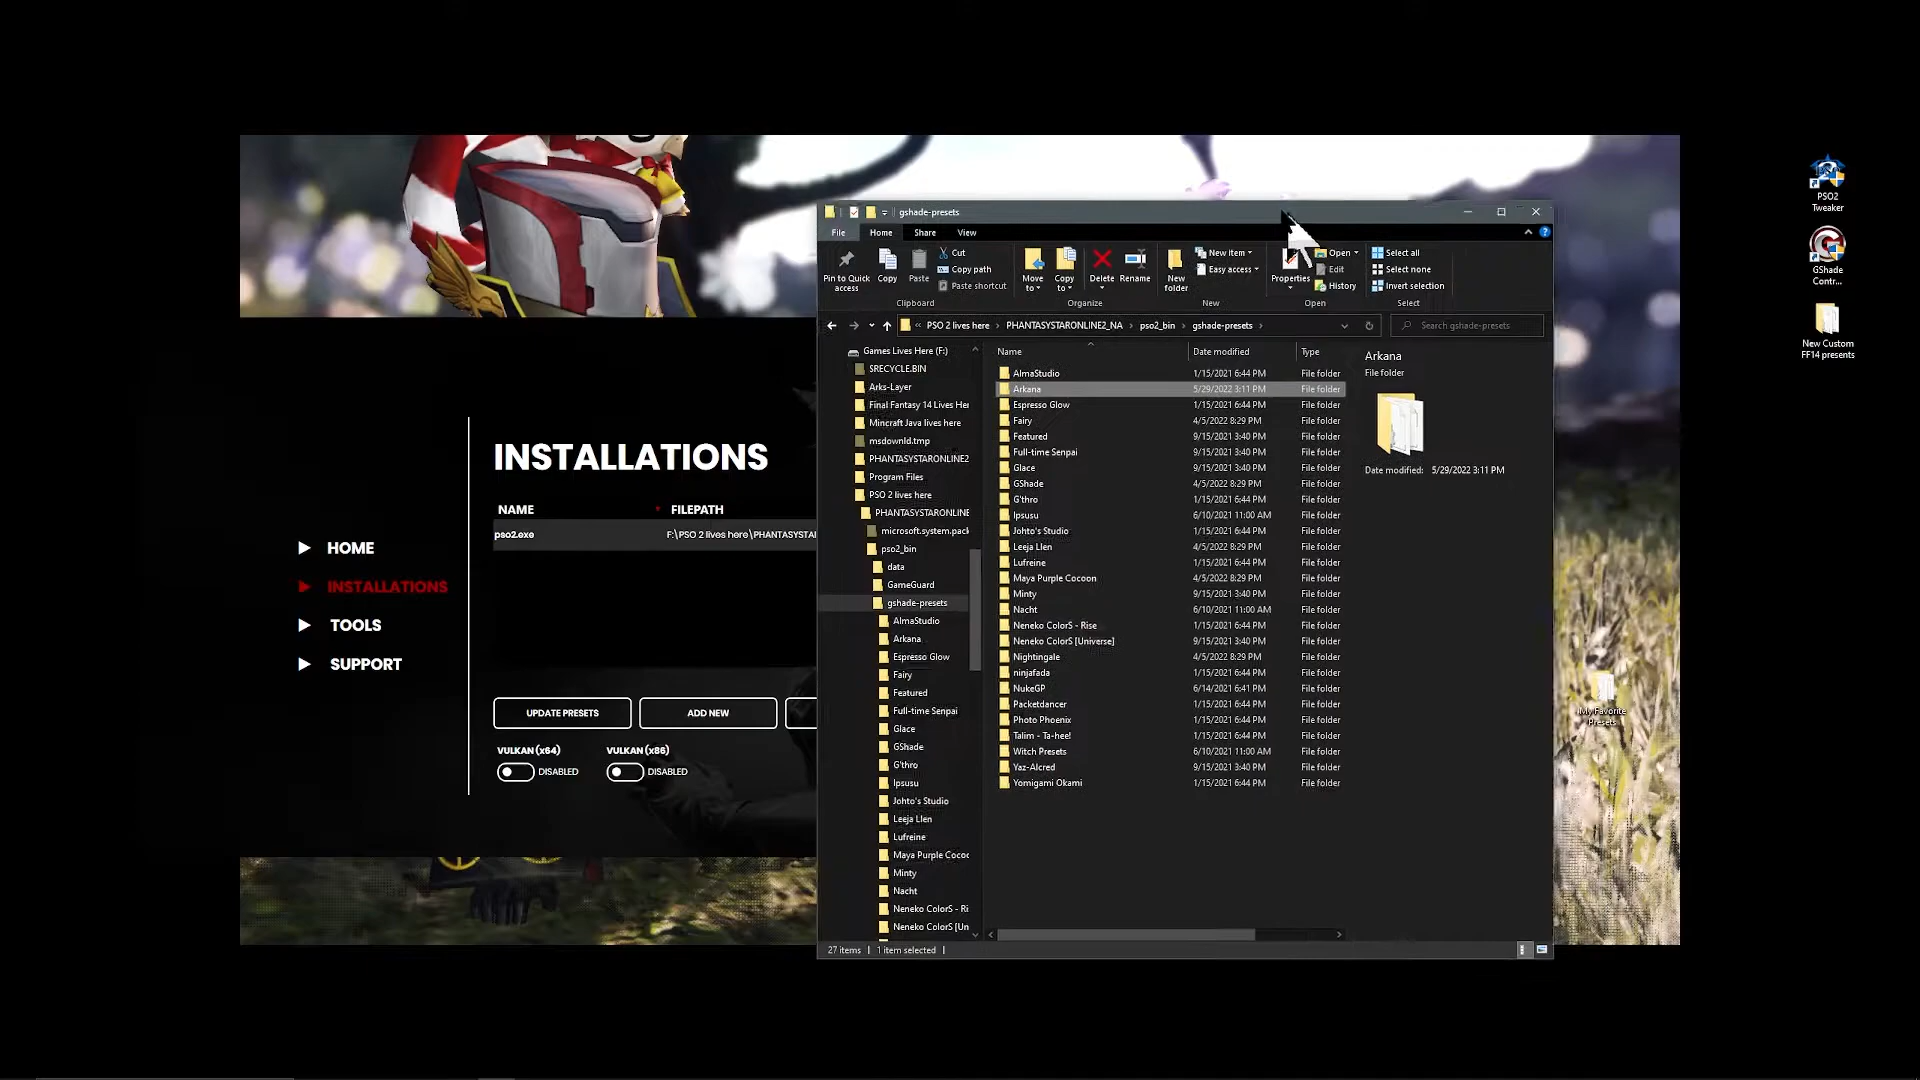 gshade-presets
File
Home
Share
View
Pin to Quick
access
Copy
Paste
Cut
Copy path
Paste shortcut
Clipboard
Move
to
Copy
to
Delete
Rename
Organize
New
folder
New item
Easy access
New
Properties
Open
Edit
History
Open
Select all
Select none
Invert selection
Select
« PSO 2 lives here › PHANTASYSTARONLINE2_NA › pso2_bin › gshade-presets ›
Search gshade-presets
Games Lives Here (F:)
$RECYCLE.BIN
Arks-Layer
Final Fantasy 14 Lives Her
Mincraft Java lives here
msdownld.tmp
PHANTASYSTARONLINE2
Program Files
PSO 2 lives here
PHANTASYSTARONLINE
microsoft.system.pack
pso2_bin
data
GameGuard
gshade-presets
AlmaStudio
Arkana
Espresso Glow
Fairy
Featured
Full-time Senpai
Glace
GShade
G'thro
Ipsusu
Johto's Studio
Leeja Llen
Lufreine
Maya Purple Cococ
Minty
Nacht
Neneko ColorS - Ri
Neneko ColorS [Un
Name Date modified Type
AlmaStudio 1/15/2021 6:44 PM File folder
Arkana 5/29/2022 3:11 PM File folder
Espresso Glow 1/15/2021 6:44 PM File folder
Fairy 4/5/2022 8:29 PM File folder
Featured 9/15/2021 3:40 PM File folder
Full-time Senpai 9/15/2021 3:40 PM File folder
Glace 9/15/2021 3:40 PM File folder
GShade 4/5/2022 8:29 PM File folder
G'thro 1/15/2021 6:44 PM File folder
Ipsusu 6/10/2021 11:00 AM File folder
Johto's Studio 1/15/2021 6:44 PM File folder
Leeja Llen 4/5/2022 8:29 PM File folder
Lufreine 1/15/2021 6:44 PM File folder
Maya Purple Cocoon 4/5/2022 8:29 PM File folder
Minty 9/15/2021 3:40 PM File folder
Nacht 6/10/2021 11:00 AM File folder
Neneko ColorS - Rise 1/15/2021 6:44 PM File folder
Neneko ColorS [Universe] 9/15/2021 3:40 PM File folder
Nightingale 4/5/2022 8:29 PM File folder
ninjafada 1/15/2021 6:44 PM File folder
NukeGP 6/14/2021 6:41 PM File folder
Packetdancer 1/15/2021 6:44 PM File folder
Photo Phoenix 1/15/2021 6:44 PM File folder
Talim - Ta-hee! 1/15/2021 6:44 PM File folder
Witch Presets 6/10/2021 11:00 AM File folder
Yaz-Alcred 9/15/2021 3:40 PM File folder
Yomigami Okami 1/15/2021 6:44 PM File folder
Arkana
File folder
Date modified: 5/29/2022 3:11 PM
27 items
1 item selected
HOME
INSTALLATIONS
TOOLS
SUPPORT
INSTALLATIONS
NAME FILEPATH
pso2.exe F:\PSO 2 lives here\PHANTASYSTAI
UPDATE PRESETS
ADD NEW
VULKAN (x64)
DISABLED
VULKAN (x86)
DISABLED
PSO2
Tweaker
GShade
Contr...
New Custom
FF14 presents
My Favorite
Presets